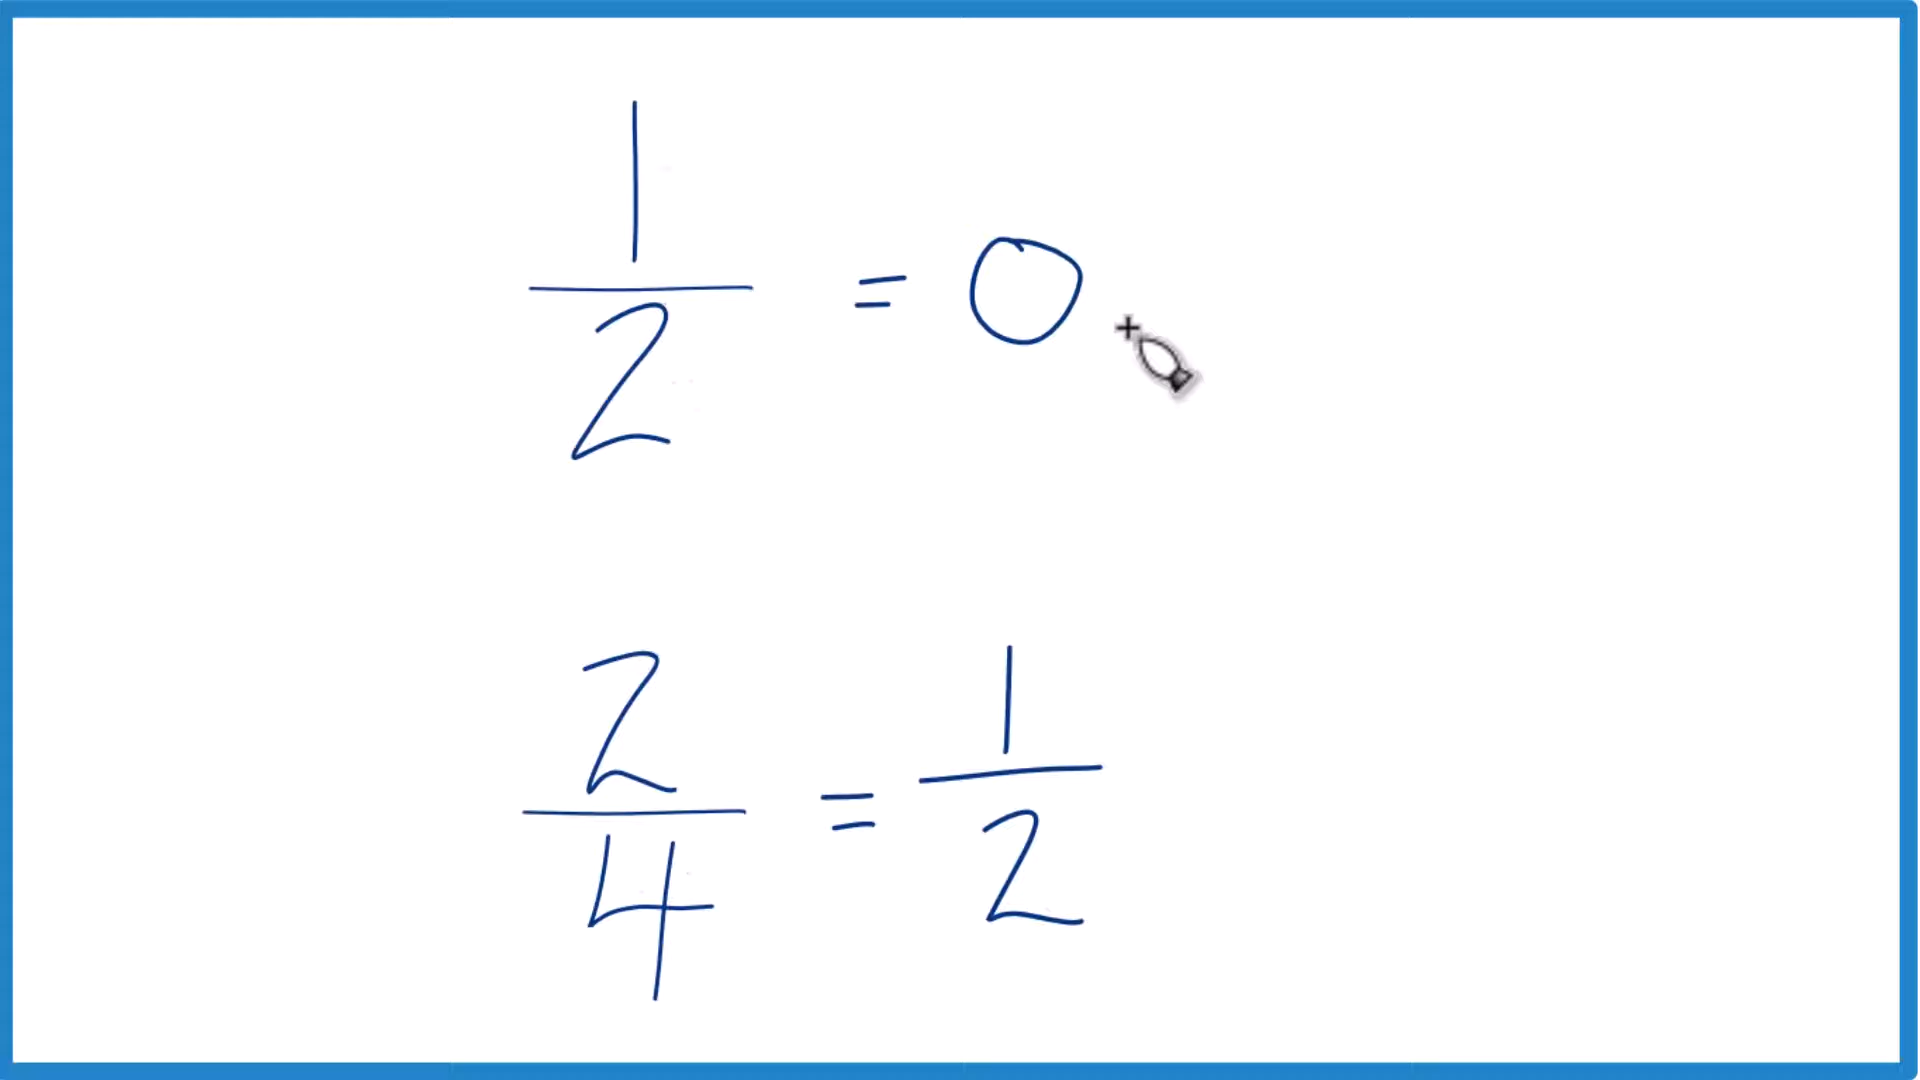 1/2 = 0
2/4 = 1/2